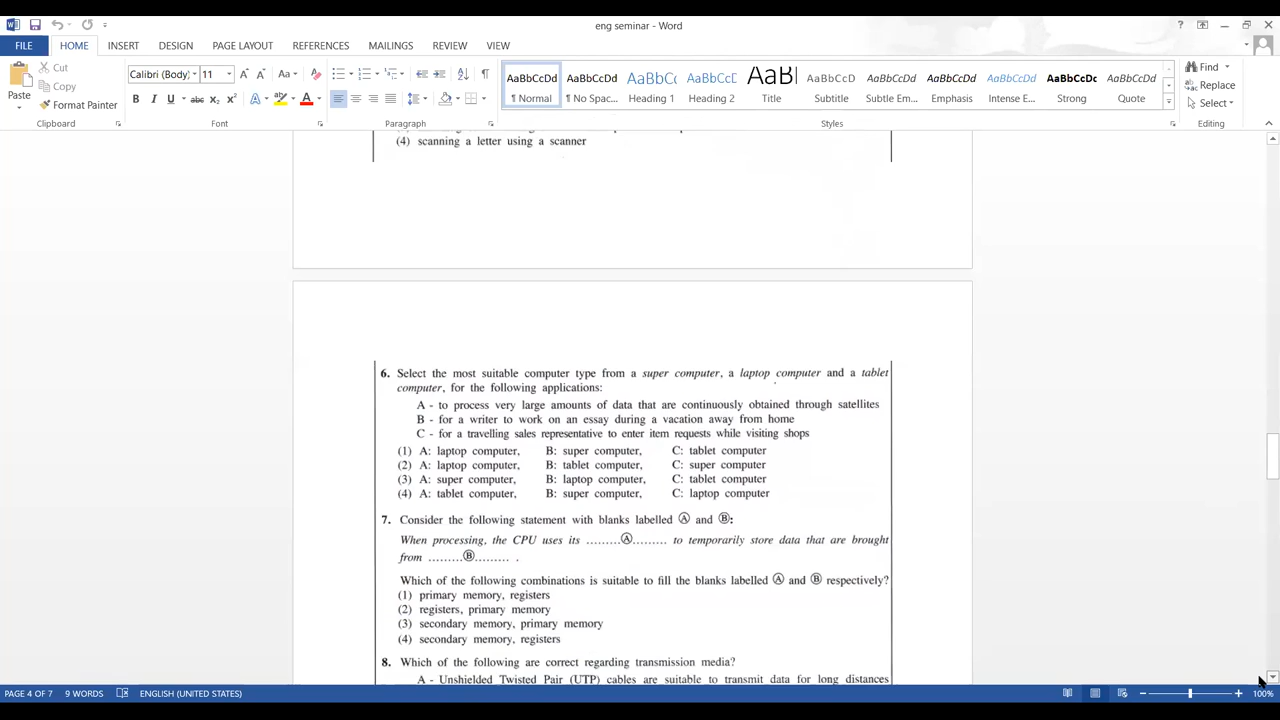 eng seminar - Word
FILE HOME INSERT DESIGN PAGE LAYOUT REFERENCES MAILINGS REVIEW VIEW
Cut
Copy
Format Painter
Paste
Calibri (Body) 11
AaBbCcDd AaBbCcDd AaBbCc AaBbCcD AaBl AaBbCcD AaBbCcDd AaBbCcDd AaBbCcDd AaBbCcDc AaBbCcDd
¶ Normal ¶ No Spac... Heading 1 Heading 2 Title Subtitle Subtle Em... Emphasis Intense E... Strong Quote
Find
Replace
Select
Clipboard Font Paragraph Styles Editing
(4) scanning a letter using a scanner
6. Select the most suitable computer type from a super computer, a laptop computer and a tablet
computer, for the following applications:
A - to process very large amounts of data that are continuously obtained through satellites
B - for a writer to work on an essay during a vacation away from home
C - for a travelling sales representative to enter item requests while visiting shops
(1) A: laptop computer, B: super computer, C: tablet computer
(2) A: laptop computer, B: tablet computer, C: super computer
(3) A: super computer, B: laptop computer, C: tablet computer
(4) A: tablet computer, B: super computer, C: laptop computer
7. Consider the following statement with blanks labelled Ⓐ and Ⓑ:
When processing, the CPU uses its .........Ⓐ......... to temporarily store data that are brought
from .........Ⓑ......... .
Which of the following combinations is suitable to fill the blanks labelled Ⓐ and Ⓑ respectively?
(1) primary memory, registers
(2) registers, primary memory
(3) secondary memory, primary memory
(4) secondary memory, registers
8. Which of the following are correct regarding transmission media?
A - Unshielded Twisted Pair (UTP) cables are suitable to transmit data for long distances
PAGE 4 OF 7 9 WORDS ENGLISH (UNITED STATES) 100%